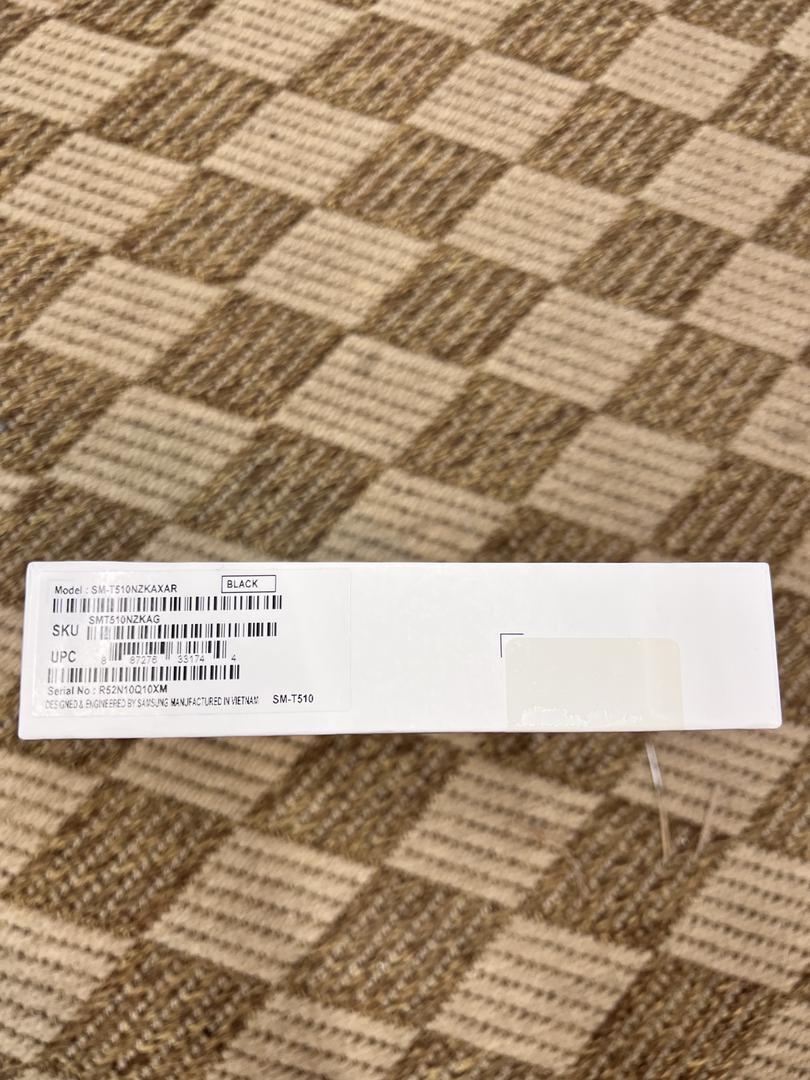 Model : SM-T510NZKAXAR BLACK
SMT510NZKAG
SKU
UPC 8 87276 33174 4
Serial No : R52N10Q10XM
DESIGNED & ENGINEERED BY SAMSUNG MANUFACTURED IN VIETNAM SM-T510